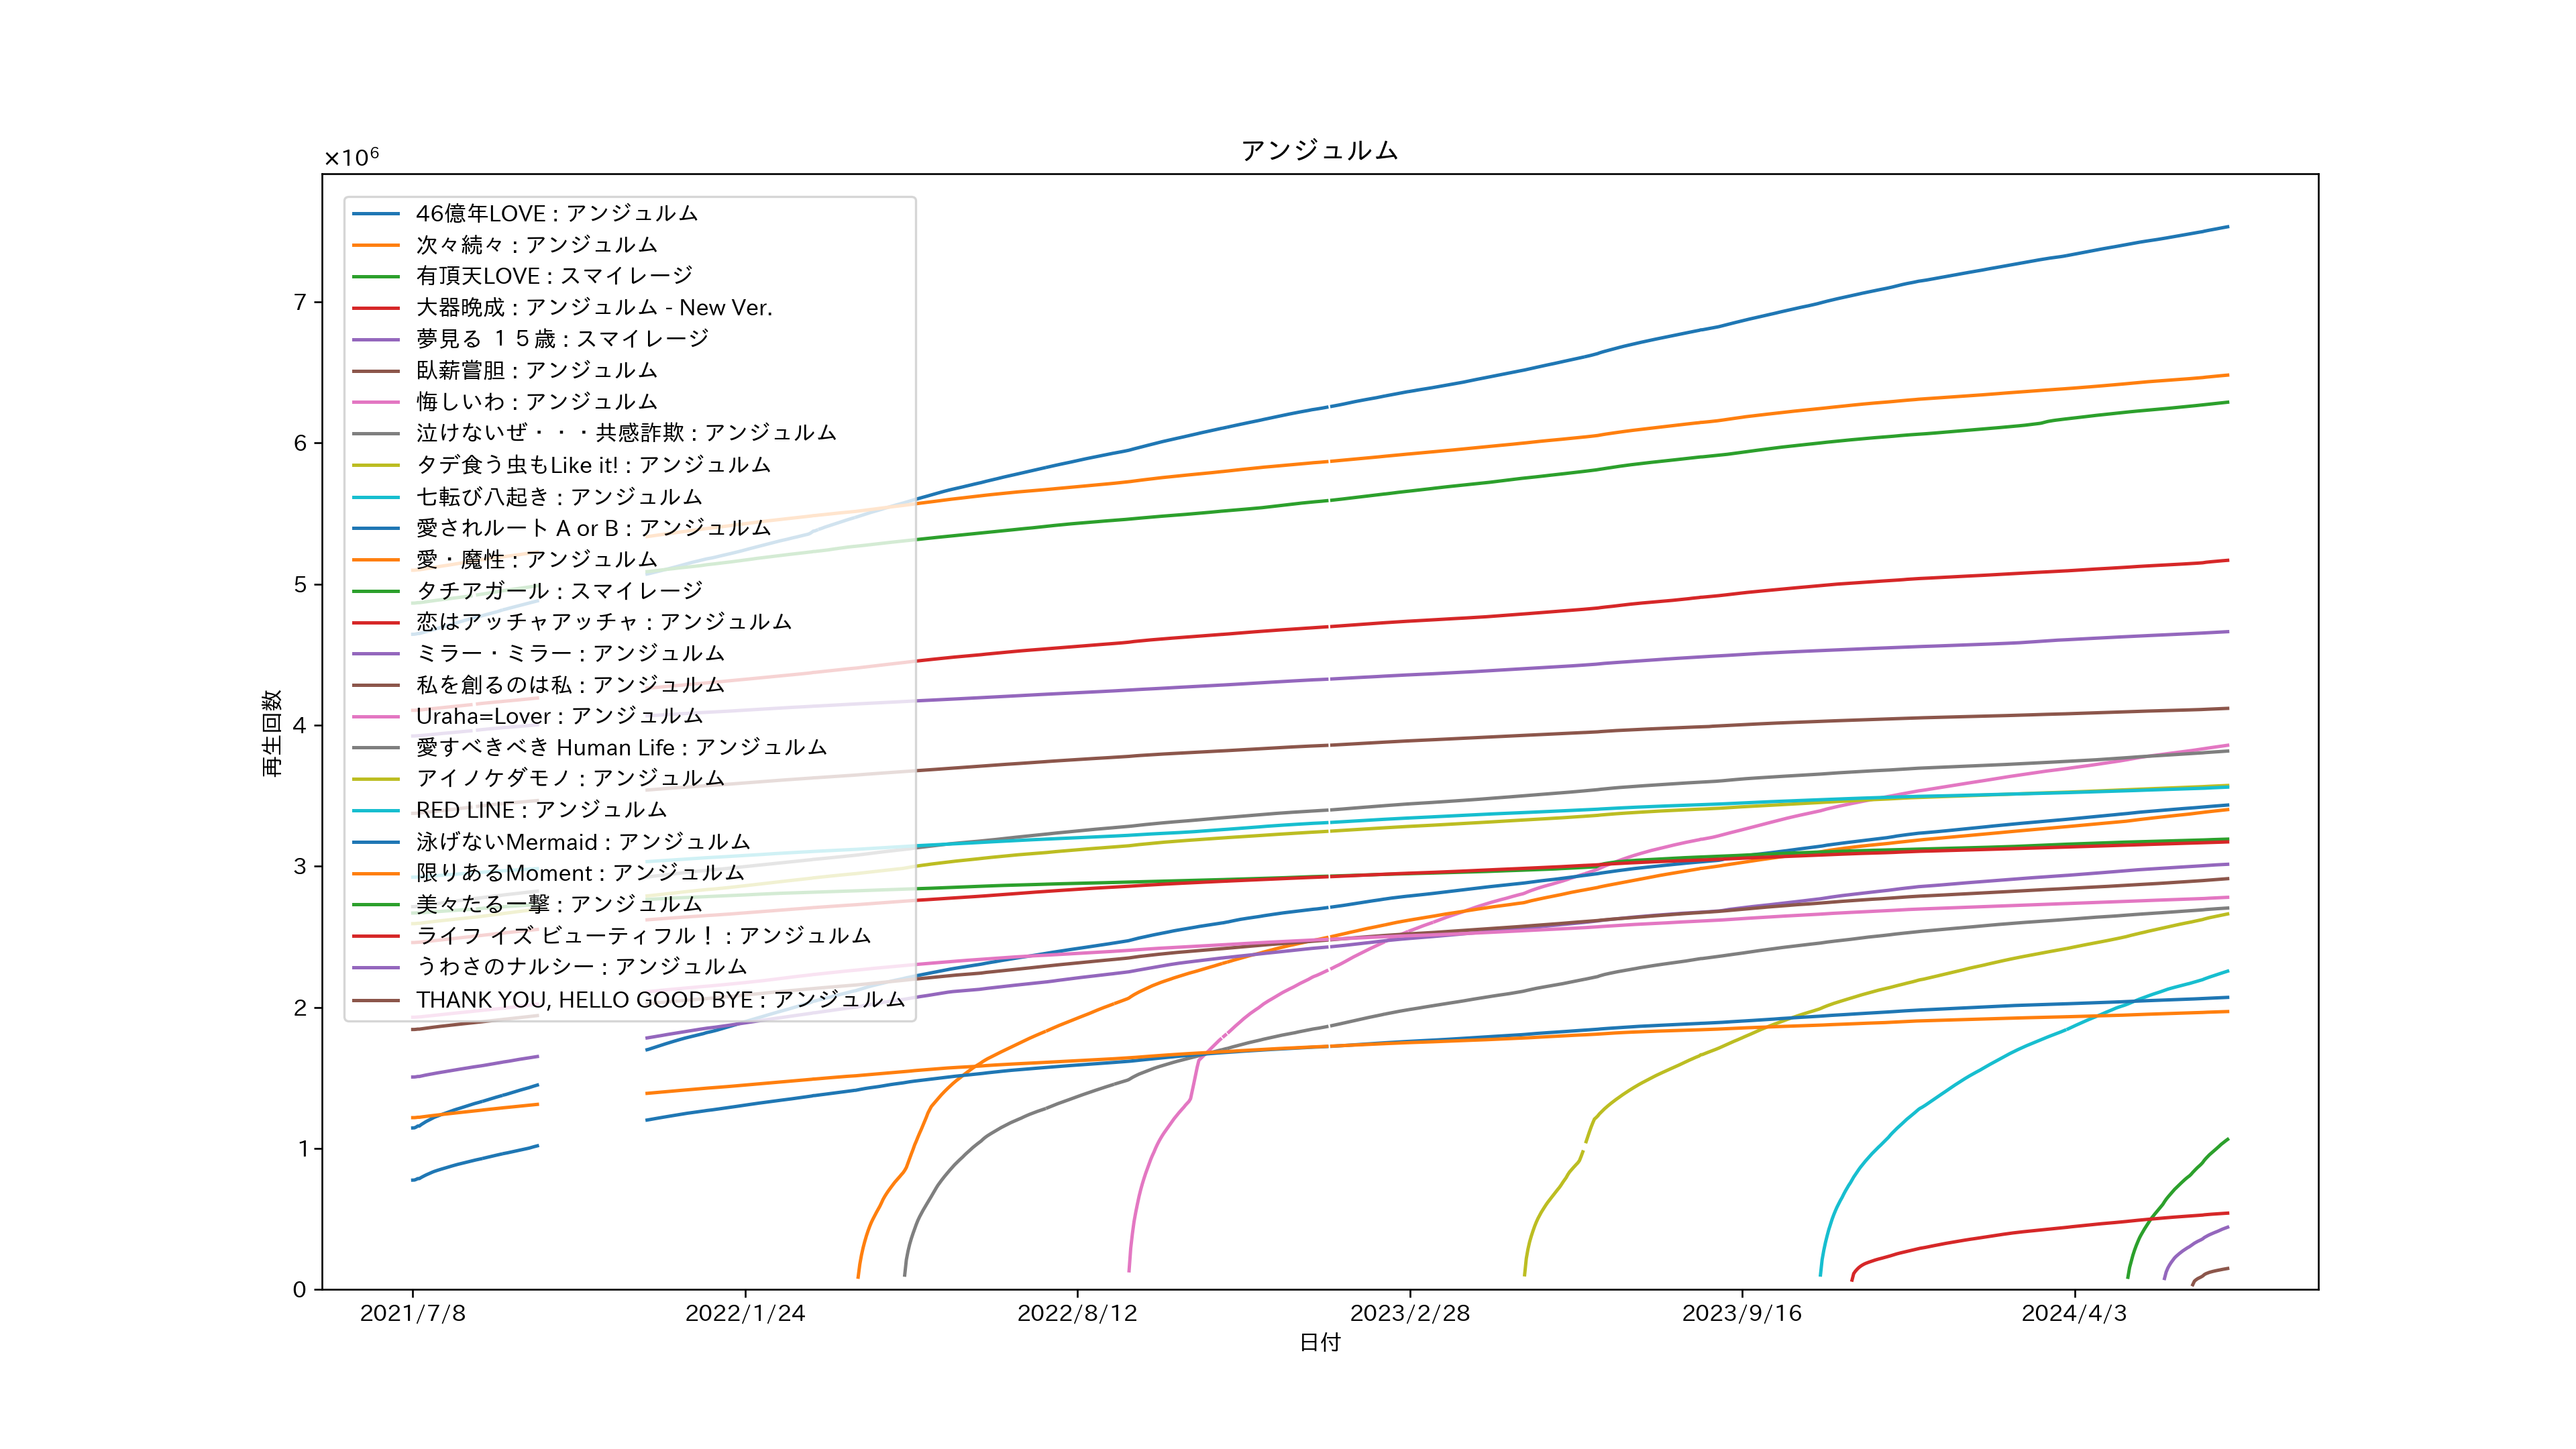 アンジュルム
×10⁶
46億年LOVE : アンジュルム
次々続々 : アンジュルム
有頂天LOVE : スマイレージ
大器晩成 : アンジュルム - New Ver.
夢見る １５歳 : スマイレージ
臥薪嘗胆 : アンジュルム
悔しいわ : アンジュルム
泣けないぜ・・・共感詐欺 : アンジュルム
タデ食う虫もLike it! : アンジュルム
七転び八起き : アンジュルム
愛されルート A or B : アンジュルム
愛・魔性 : アンジュルム
タチアガール : スマイレージ
恋はアッチャアッチャ : アンジュルム
ミラー・ミラー : アンジュルム
私を創るのは私 : アンジュルム
Uraha=Lover : アンジュルム
愛すべきべき Human Life : アンジュルム
アイノケダモノ : アンジュルム
RED LINE : アンジュルム
泳げないMermaid : アンジュルム
限りあるMoment : アンジュルム
美々たる一撃 : アンジュルム
ライフ イズ ビューティフル！ : アンジュルム
うわさのナルシー : アンジュルム
THANK YOU, HELLO GOOD BYE : アンジュルム
再生回数
7
6
5
4
3
2
1
0
2021/7/8
2022/1/24
2022/8/12
2023/2/28
2023/9/16
2024/4/3
日付